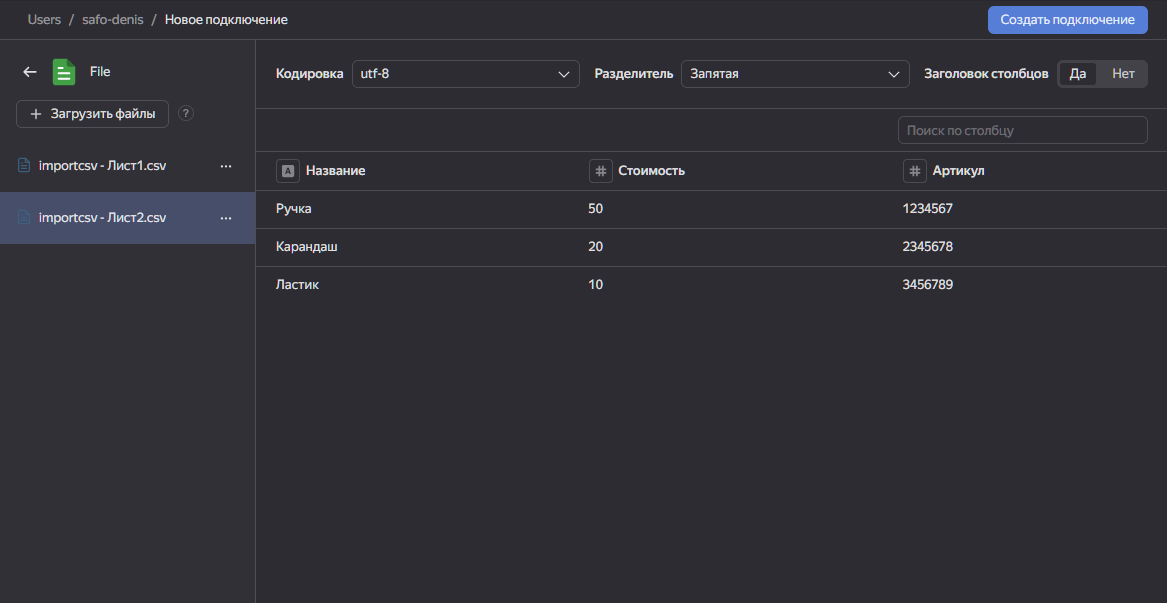 Users / safo-denis / Новое подключение
Создать подключение
File
Загрузить файлы
?
importcsv - Лист1.csv
importcsv - Лист2.csv
Кодировка utf-8 Разделитель Запятая Заголовок столбцов Да Нет
Поиск по столбцу
A Название # Стоимость # Артикул
Ручка 50 1234567
Карандаш 20 2345678
Ластик 10 3456789